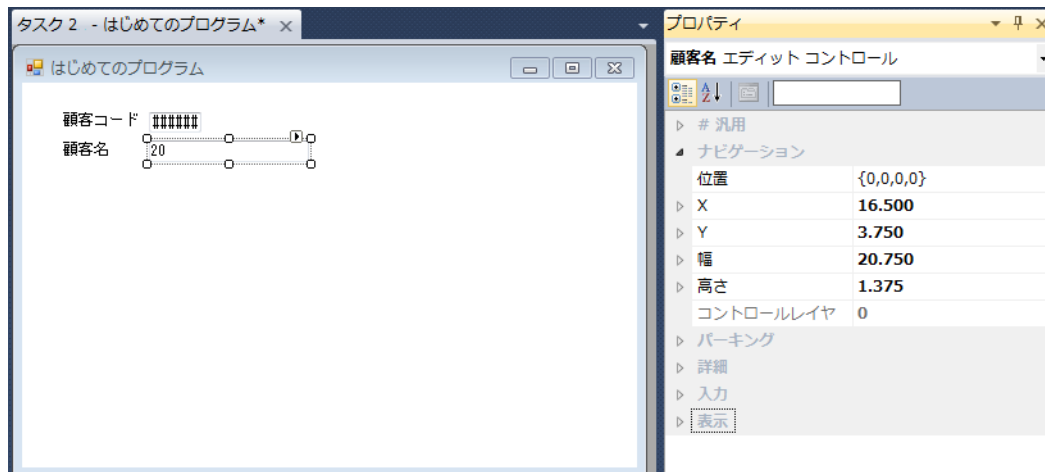 タスク 2 - はじめてのプログラム*
はじめてのプログラム
顧客コード ######
顧客名 20
プロパティ
顧客名 エディット コントロール
# 汎用
ナビゲーション
位置 {0,0,0,0}
X 16.500
Y 3.750
幅 20.750
高さ 1.375
コントロールレイヤ 0
パーキング
詳細
入力
表示